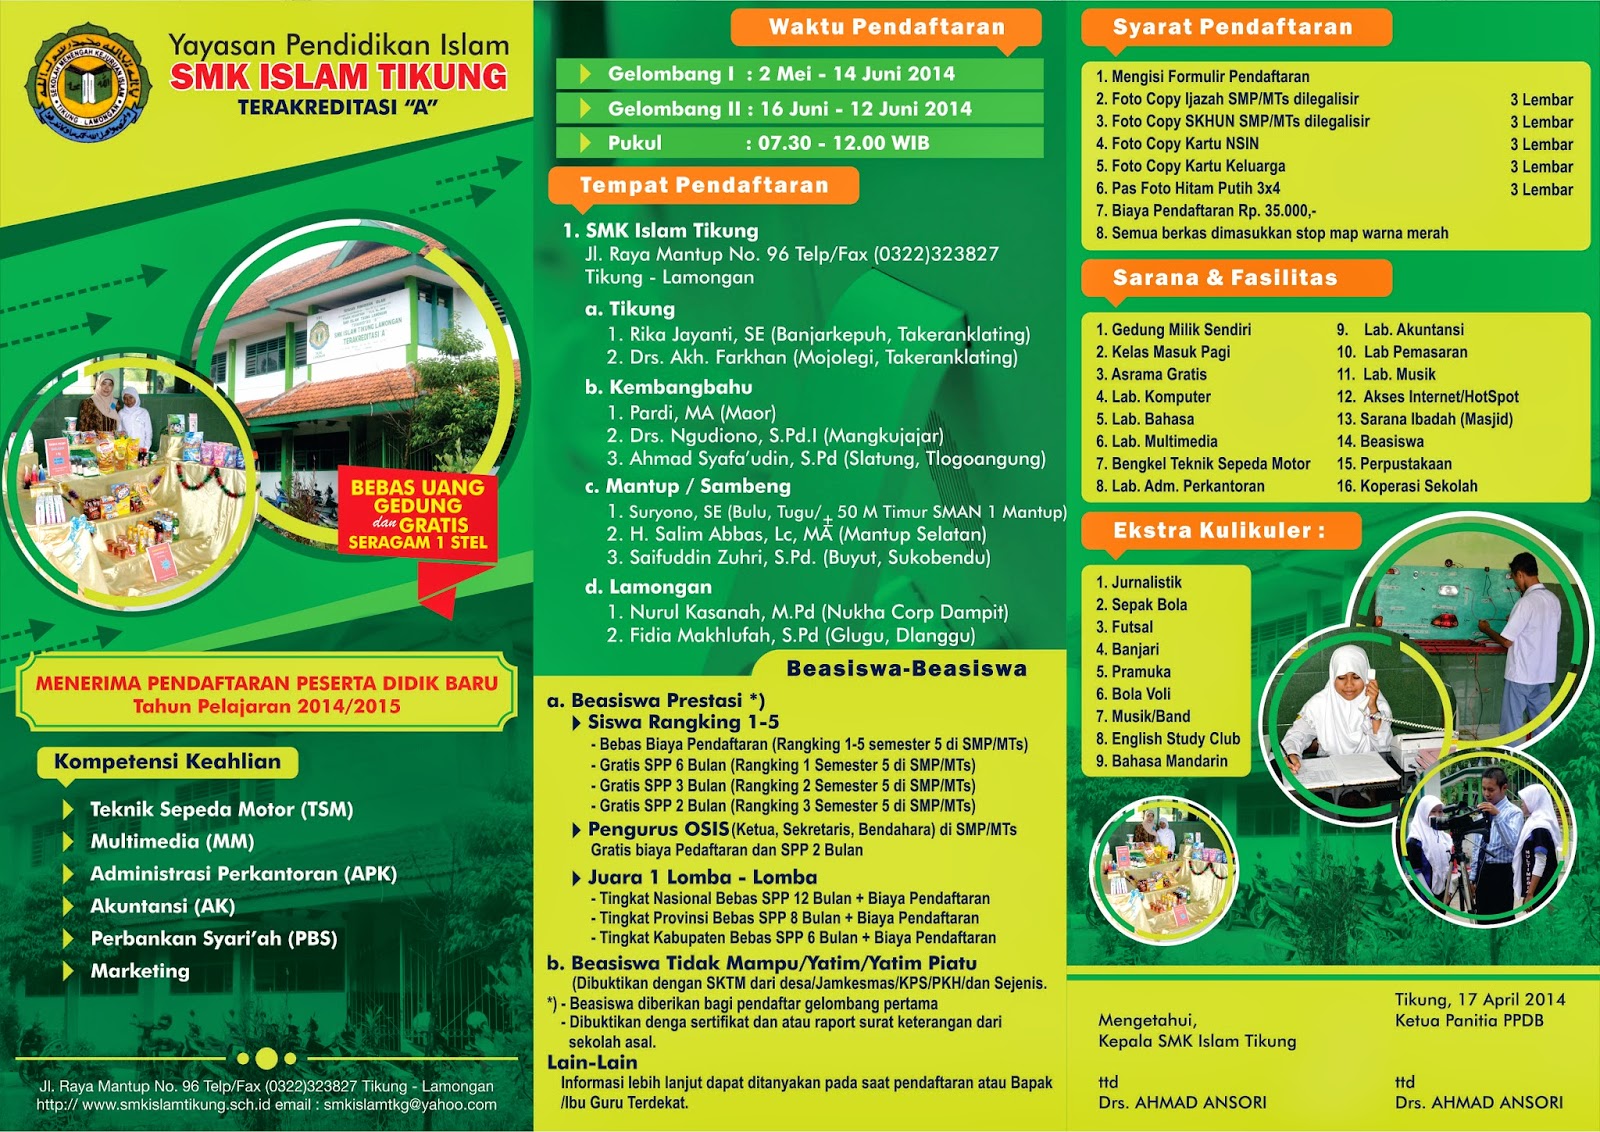 Yayasan Pendidikan Islam
SMK ISLAM TIKUNG
TERAKREDITASI "A"
SEKOLAH MENENGAH KEJURUAN ISLAM
TIKUNG - LAMONGAN
SMK ISLAM TIKUNG LAMONGAN
TERAKREDITASI A
BEBAS UANG
GEDUNG
dan GRATIS
SERAGAM 1 STEL
MENERIMA PENDAFTARAN PESERTA DIDIK BARU
Tahun Pelajaran 2014/2015
Kompetensi Keahlian
Teknik Sepeda Motor (TSM)
Multimedia (MM)
Administrasi Perkantoran (APK)
Akuntansi (AK)
Perbankan Syari'ah (PBS)
Marketing
Jl. Raya Mantup No. 96 Telp/Fax (0322)323827 Tikung - Lamongan
http:// www.smkislamtikung.sch.id email : smkislamtkg@yahoo.com
Waktu Pendaftaran
Gelombang I : 2 Mei - 14 Juni 2014
Gelombang II : 16 Juni - 12 Juni 2014
Pukul : 07.30 - 12.00 WIB
Tempat Pendaftaran
1. SMK Islam Tikung
Jl. Raya Mantup No. 96 Telp/Fax (0322)323827
Tikung - Lamongan
a. Tikung
1. Rika Jayanti, SE (Banjarkepuh, Takeranklating)
2. Drs. Akh. Farkhan (Mojolegi, Takeranklating)
b. Kembangbahu
1. Pardi, MA (Maor)
2. Drs. Ngudiono, S.Pd.I (Mangkujajar)
3. Ahmad Syafa'udin, S.Pd (Slatung, Tlogoangung)
c. Mantup / Sambeng
1. Suryono, SE (Bulu, Tugu/± 50 M Timur SMAN 1 Mantup)
2. H. Salim Abbas, Lc, MA (Mantup Selatan)
3. Saifuddin Zuhri, S.Pd. (Buyut, Sukobendu)
d. Lamongan
1. Nurul Kasanah, M.Pd (Nukha Corp Dampit)
2. Fidia Makhlufah, S.Pd (Glugu, Dlanggu)
Beasiswa-Beasiswa
a. Beasiswa Prestasi *)
Siswa Rangking 1-5
- Bebas Biaya Pendaftaran (Rangking 1-5 semester 5 di SMP/MTs)
- Gratis SPP 6 Bulan (Rangking 1 Semester 5 di SMP/MTs)
- Gratis SPP 3 Bulan (Rangking 2 Semester 5 di SMP/MTs)
- Gratis SPP 2 Bulan (Rangking 3 Semester 5 di SMP/MTs)
Pengurus OSIS (Ketua, Sekretaris, Bendahara) di SMP/MTs
Gratis biaya Pedaftaran dan SPP 2 Bulan
Juara 1 Lomba - Lomba
- Tingkat Nasional Bebas SPP 12 Bulan + Biaya Pendaftaran
- Tingkat Provinsi Bebas SPP 8 Bulan + Biaya Pendaftaran
- Tingkat Kabupaten Bebas SPP 6 Bulan + Biaya Pendaftaran
b. Beasiswa Tidak Mampu/Yatim/Yatim Piatu
(Dibuktikan dengan SKTM dari desa/Jamkesmas/KPS/PKH/dan Sejenis.
*) - Beasiswa diberikan bagi pendaftar gelombang pertama
- Dibuktikan denga sertifikat dan atau raport surat keterangan dari
sekolah asal.
Lain-Lain
Informasi lebih lanjut dapat ditanyakan pada saat pendaftaran atau Bapak
/Ibu Guru Terdekat.
Syarat Pendaftaran
1. Mengisi Formulir Pendaftaran
2. Foto Copy Ijazah SMP/MTs dilegalisir 3 Lembar
3. Foto Copy SKHUN SMP/MTs dilegalisir 3 Lembar
4. Foto Copy Kartu NSIN 3 Lembar
5. Foto Copy Kartu Keluarga 3 Lembar
6. Pas Foto Hitam Putih 3x4 3 Lembar
7. Biaya Pendaftaran Rp. 35.000,-
8. Semua berkas dimasukkan stop map warna merah
Sarana & Fasilitas
1. Gedung Milik Sendiri
2. Kelas Masuk Pagi
3. Asrama Gratis
4. Lab. Komputer
5. Lab. Bahasa
6. Lab. Multimedia
7. Bengkel Teknik Sepeda Motor
8. Lab. Adm. Perkantoran
9. Lab. Akuntansi
10. Lab Pemasaran
11. Lab. Musik
12. Akses Internet/HotSpot
13. Sarana Ibadah (Masjid)
14. Beasiswa
15. Perpustakaan
16. Koperasi Sekolah
Ekstra Kulikuler :
1. Jurnalistik
2. Sepak Bola
3. Futsal
4. Banjari
5. Pramuka
6. Bola Voli
7. Musik/Band
8. English Study Club
9. Bahasa Mandarin
Mengetahui,
Kepala SMK Islam Tikung
ttd
Drs. AHMAD ANSORI
Tikung, 17 April 2014
Ketua Panitia PPDB
ttd
Drs. AHMAD ANSORI